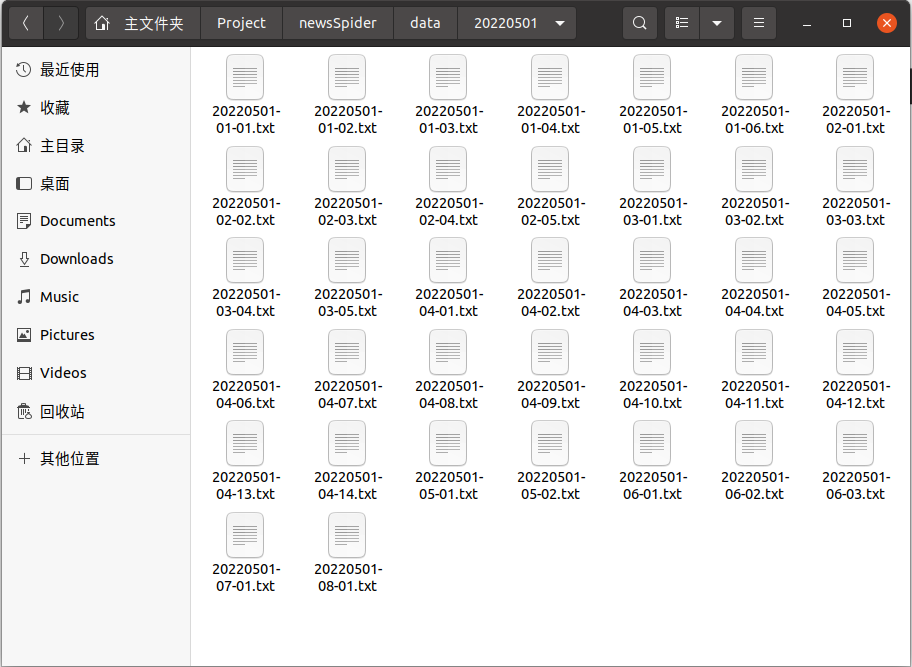 主文件夹 Project newsSpider data 20220501
最近使用
收藏
主目录
桌面
Documents
Downloads
Music
Pictures
Videos
回收站
其他位置
20220501- 20220501- 20220501- 20220501- 20220501- 20220501- 20220501-
01-01.txt 01-02.txt 01-03.txt 01-04.txt 01-05.txt 01-06.txt 02-01.txt
20220501- 20220501- 20220501- 20220501- 20220501- 20220501- 20220501-
02-02.txt 02-03.txt 02-04.txt 02-05.txt 03-01.txt 03-02.txt 03-03.txt
20220501- 20220501- 20220501- 20220501- 20220501- 20220501- 20220501-
03-04.txt 03-05.txt 04-01.txt 04-02.txt 04-03.txt 04-04.txt 04-05.txt
20220501- 20220501- 20220501- 20220501- 20220501- 20220501- 20220501-
04-06.txt 04-07.txt 04-08.txt 04-09.txt 04-10.txt 04-11.txt 04-12.txt
20220501- 20220501- 20220501- 20220501- 20220501- 20220501- 20220501-
04-13.txt 04-14.txt 05-01.txt 05-02.txt 06-01.txt 06-02.txt 06-03.txt
20220501- 20220501-
07-01.txt 08-01.txt